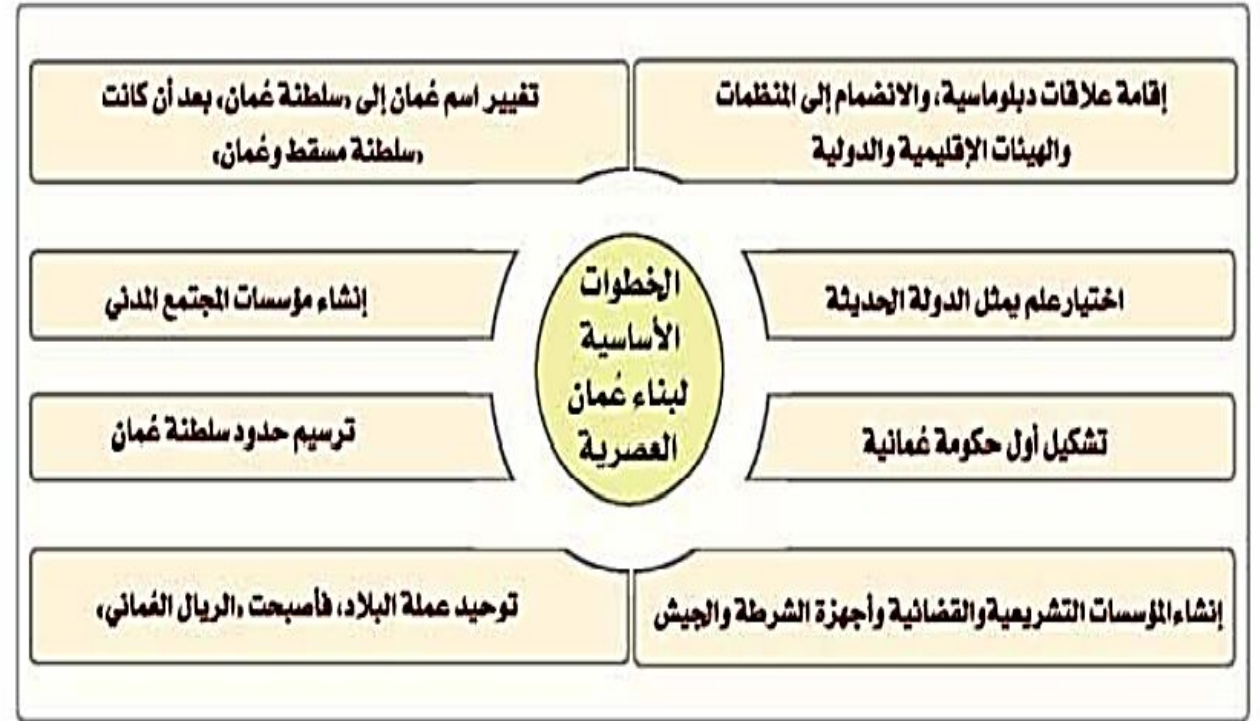 إقامة علاقات دبلوماسية، والانضمام إلى المنظمات
والهيئات الإقليمية والدولية
تغيير اسم عُمان إلى «سلطنة عُمان» بعد أن كانت
«سلطنة مسقط وعُمان»
الخطوات
الأساسية
لبناء عُمان
العصرية
اختيار علم يمثل الدولة الحديثة
إنشاء مؤسسات المجتمع المدني
تشكيل أول حكومة عُمانية
ترسيم حدود سلطنة عُمان
إنشاء المؤسسات التشريعية والقضائية وأجهزة الشرطة والجيش
توحيد عملة البلاد، فأصبحت «الريال العُماني»